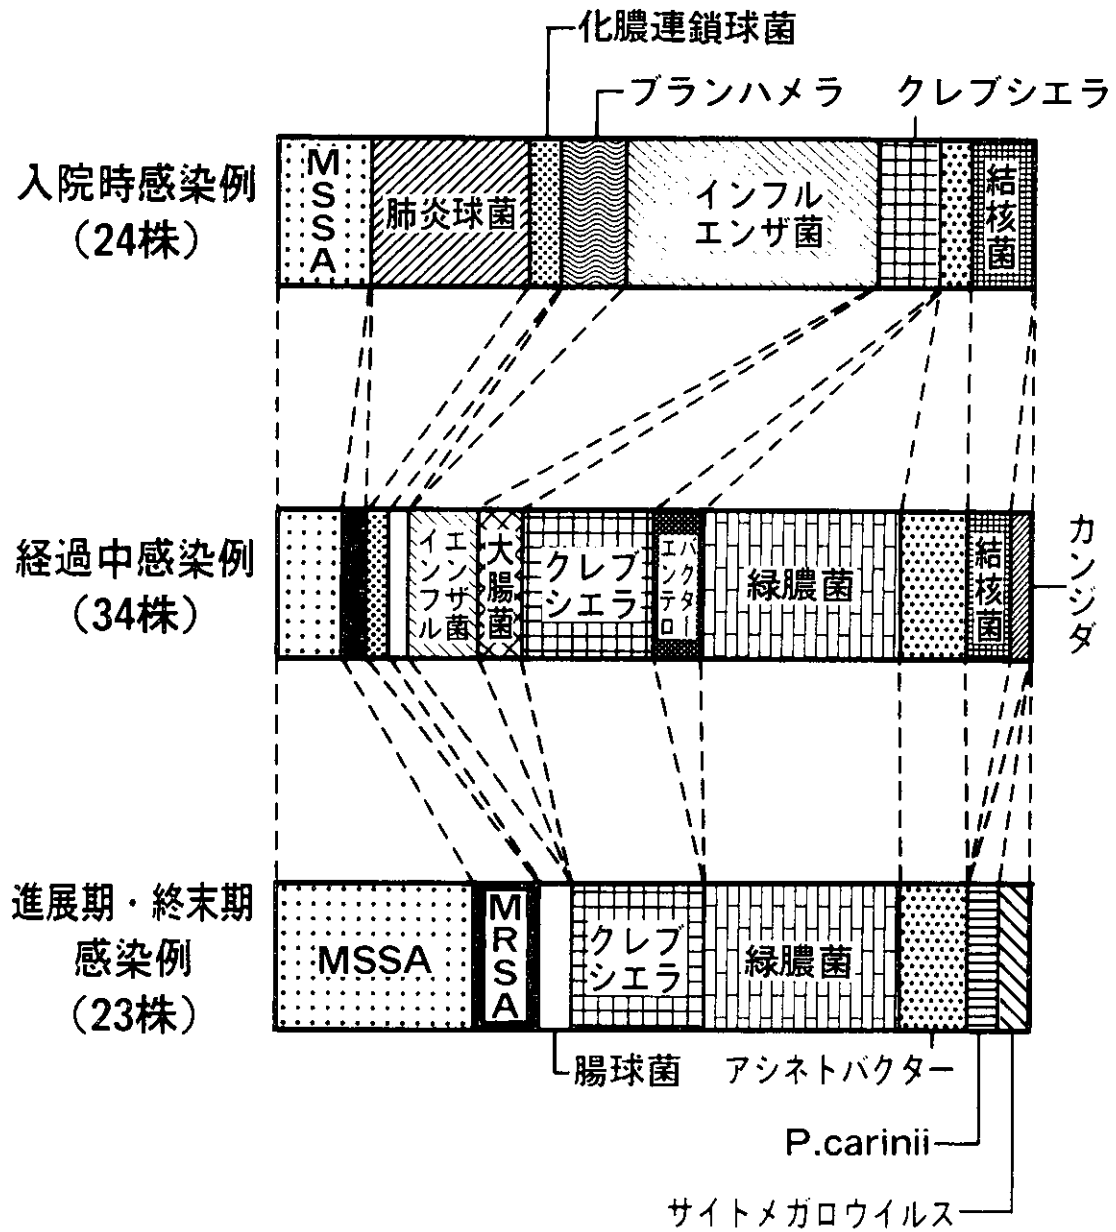 化膿連鎖球菌
ブランハメラ
クレブシエラ
入院時感染例
（24株）
MSSA
肺炎球菌
インフル
エンザ菌
結核菌
経過中感染例
（34株）
インフル
エンザ菌
大腸菌
クレブ
シエラ
エンテロ
バクター
緑膿菌
結核菌
カンジダ
進展期・終末期
感染例
（23株）
MSSA
MRSA
クレブ
シエラ
緑膿菌
腸球菌
アシネトバクター
P.carinii
サイトメガロウイルス